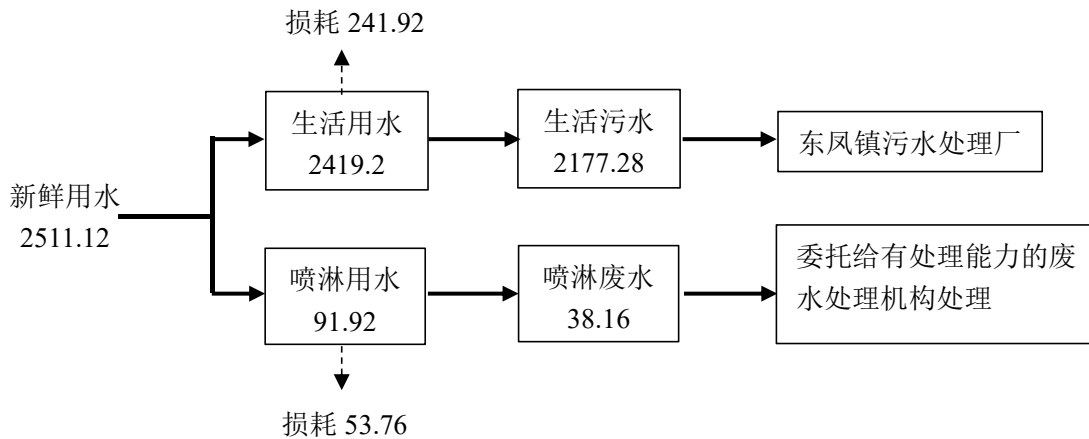 损耗 241.92
生活用水
2419.2
生活污水
2177.28
东凤镇污水处理厂
新鲜用水
2511.12
喷淋用水
91.92
喷淋废水
38.16
委托给有处理能力的废
水处理机构处理
损耗 53.76